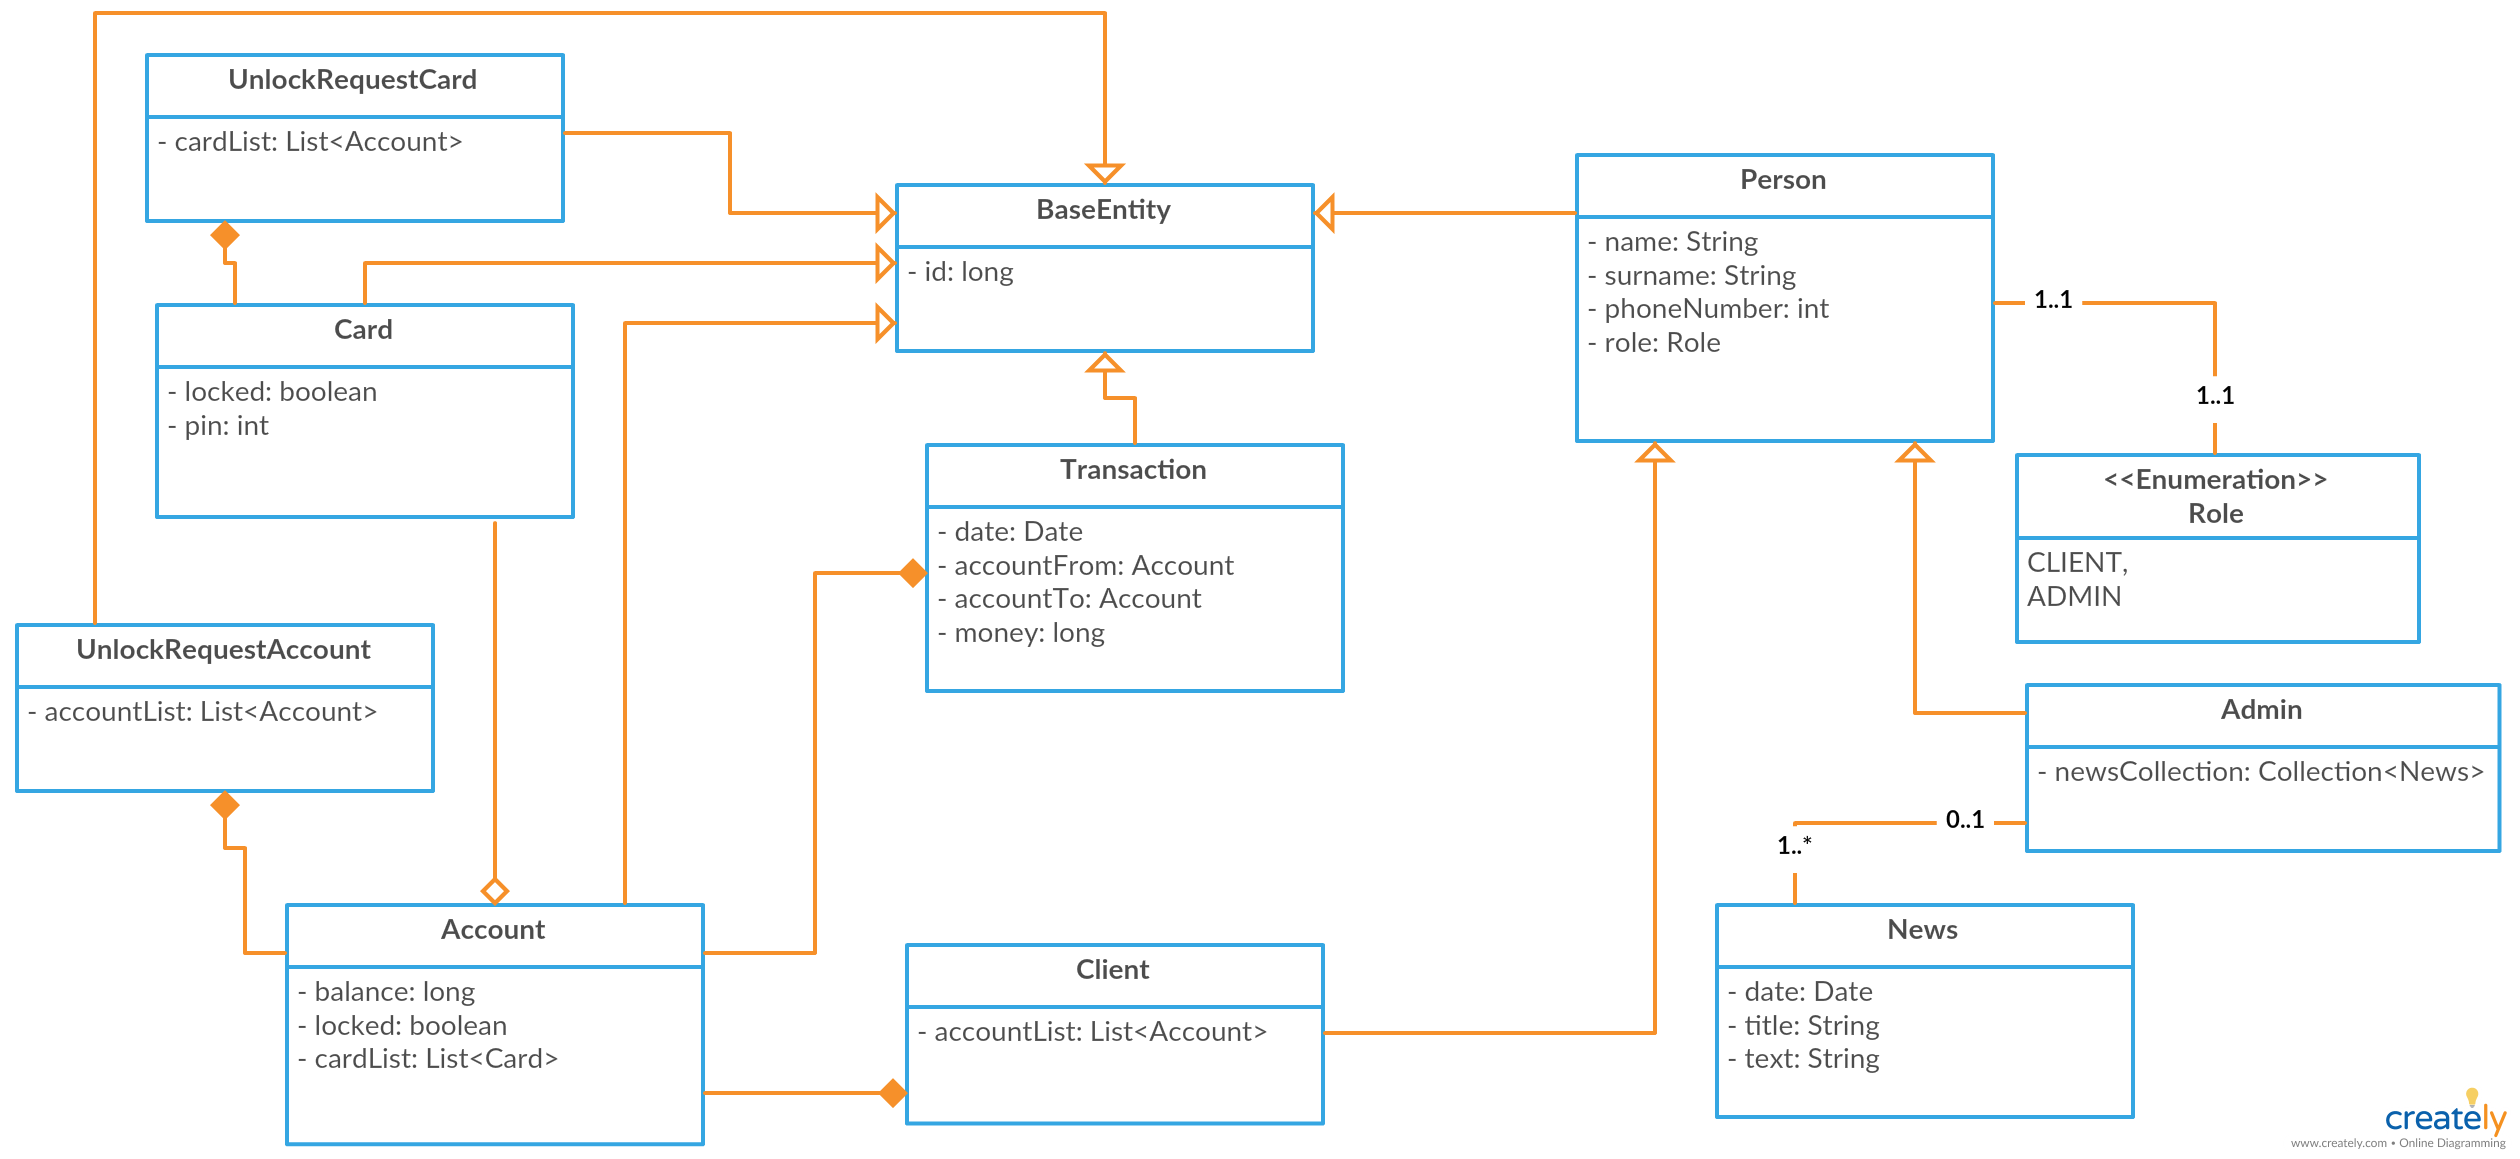 UnlockRequestCard
- cardList: List<Account>
BaseEntity
- id: long
Person
- name: String
- surname: String
- phoneNumber: int
- role: Role
1..1
1..1
Card
- locked: boolean
- pin: int
Transaction
- date: Date
- accountFrom: Account
- accountTo: Account
- money: long
<<Enumeration>>
Role
CLIENT,
ADMIN
UnlockRequestAccount
- accountList: List<Account>
Admin
- newsCollection: Collection<News>
0..1
1..*
Account
- balance: long
- locked: boolean
- cardList: List<Card>
Client
- accountList: List<Account>
News
- date: Date
- title: String
- text: String
creately
www.creately.com • Online Diagramming